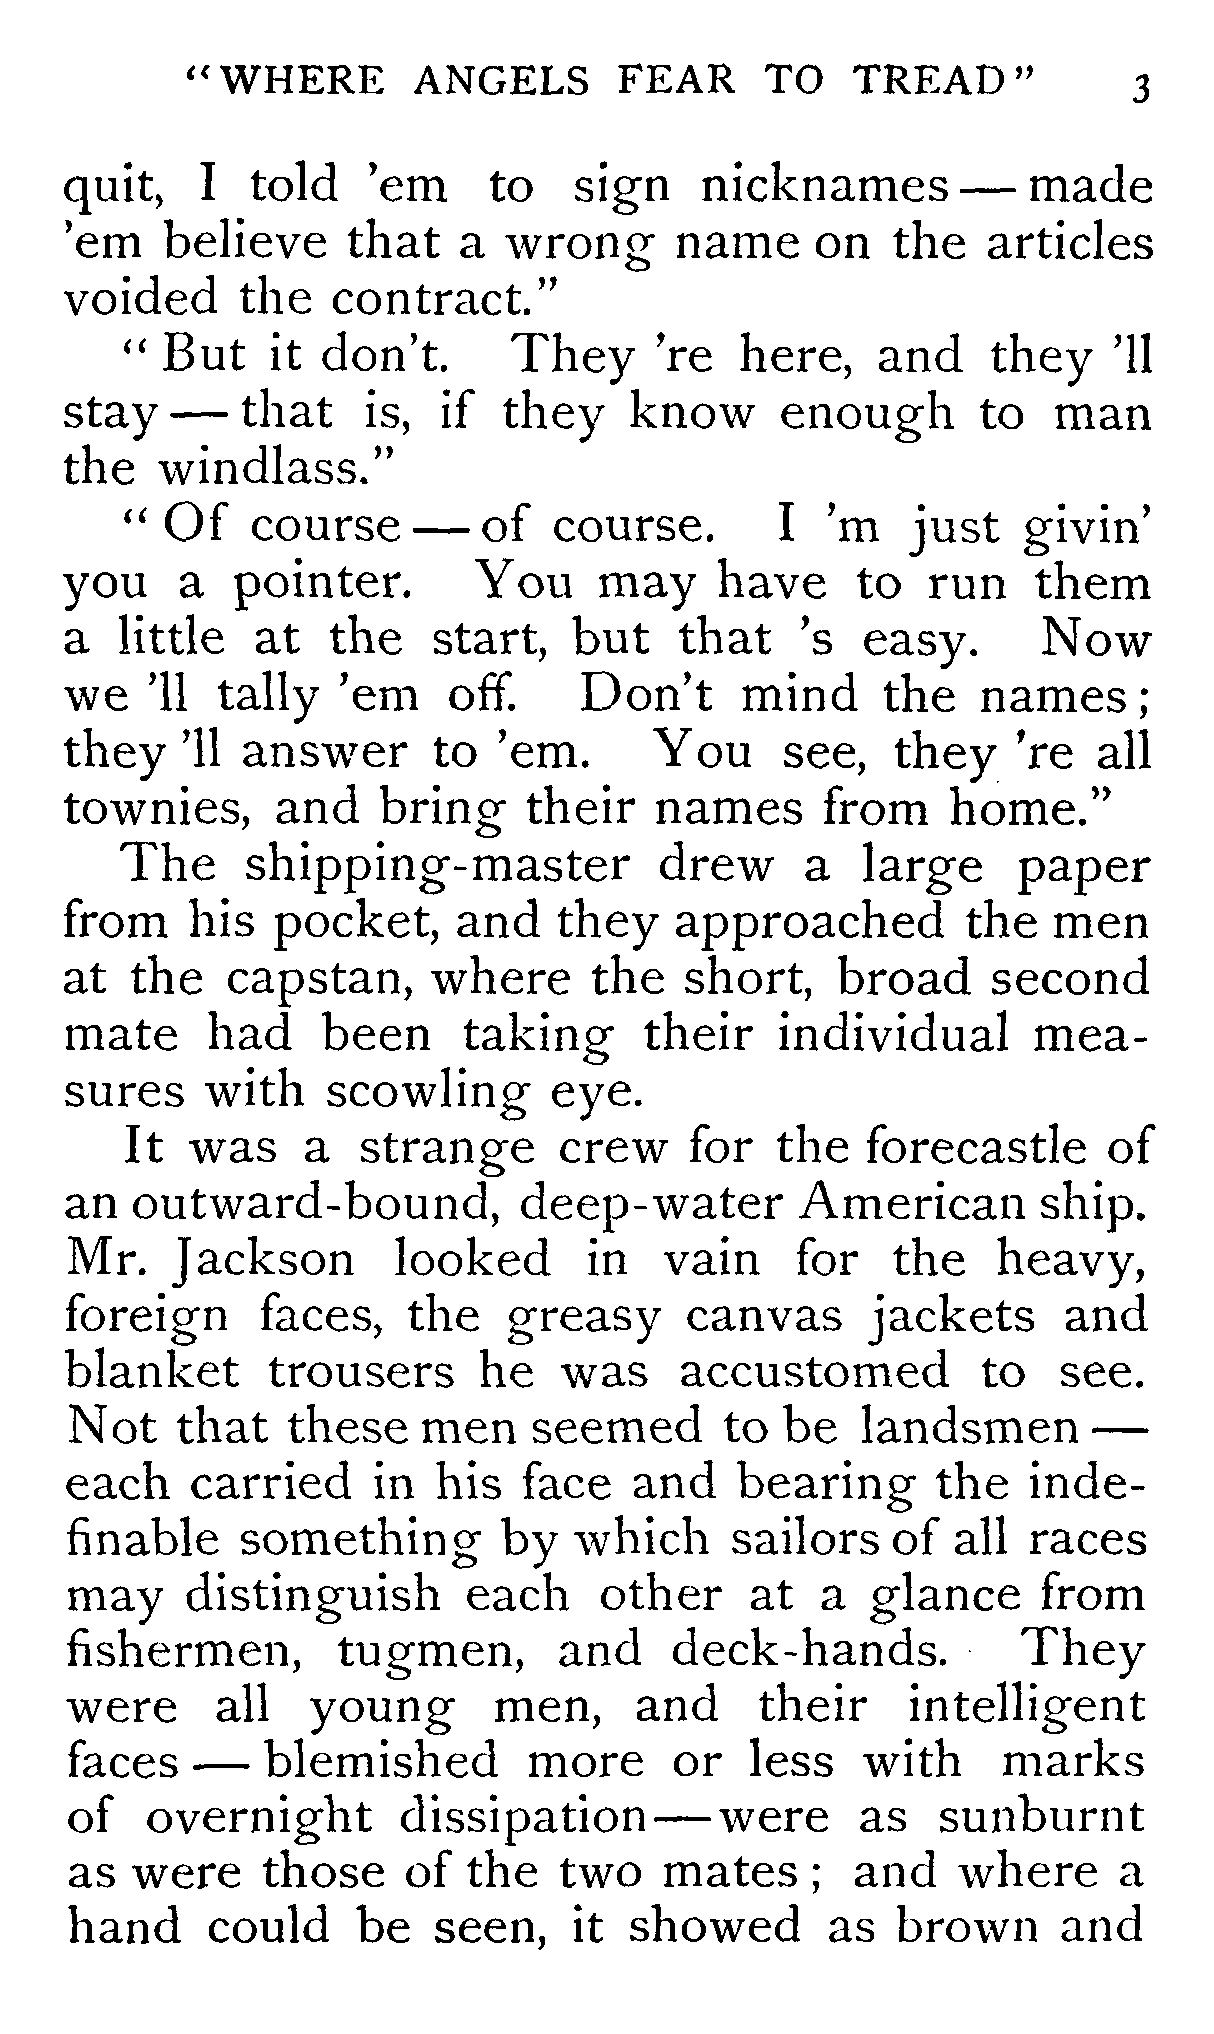 "WHERE ANGELS FEAR TO TREAD" 3
quit, I told 'em to sign nicknames — made
'em believe that a wrong name on the articles
voided the contract."
"But it don't. They 're here, and they 'll
stay — that is, if they know enough to man
the windlass."
"Of course — of course. I 'm just givin'
you a pointer. You may have to run them
a little at the start, but that 's easy. Now
we 'll tally 'em off. Don't mind the names;
they 'll answer to 'em. You see, they 're all
townies, and bring their names from home."
The shipping-master drew a large paper
from his pocket, and they approached the men
at the capstan, where the short, broad second
mate had been taking their individual mea-
sures with scowling eye.
It was a strange crew for the forecastle of
an outward-bound, deep-water American ship.
Mr. Jackson looked in vain for the heavy,
foreign faces, the greasy canvas jackets and
blanket trousers he was accustomed to see.
Not that these men seemed to be landsmen —
each carried in his face and bearing the inde-
finable something by which sailors of all races
may distinguish each other at a glance from
fishermen, tugmen, and deck-hands. They
were all young men, and their intelligent
faces — blemished more or less with marks
of overnight dissipation — were as sunburnt
as were those of the two mates; and where a
hand could be seen, it showed as brown and